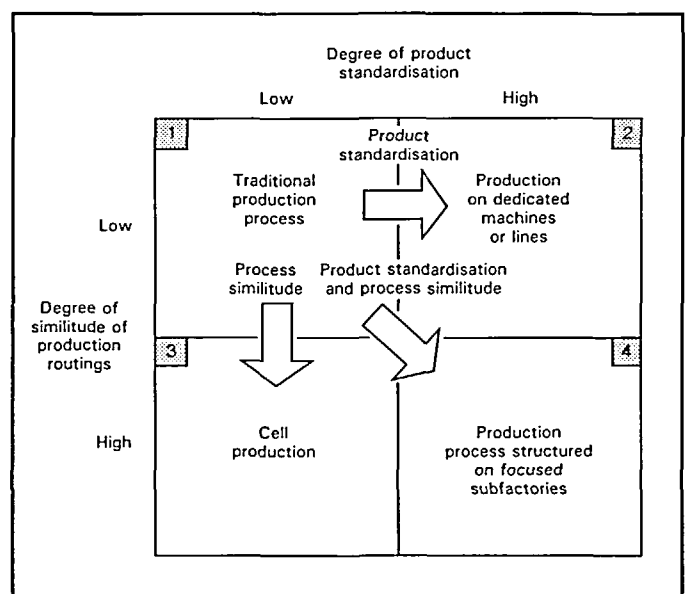 Degree of product
standardisation
Low
High
1
2
Product
standardisation
Traditional
production
process
Production
on dedicated
machines
or lines
Low
Process
similitude
Product standardisation
and process similitude
Degree of
similitude of
production
routings
3
4
High
Cell
production
Production
process structured
on focused
subfactories